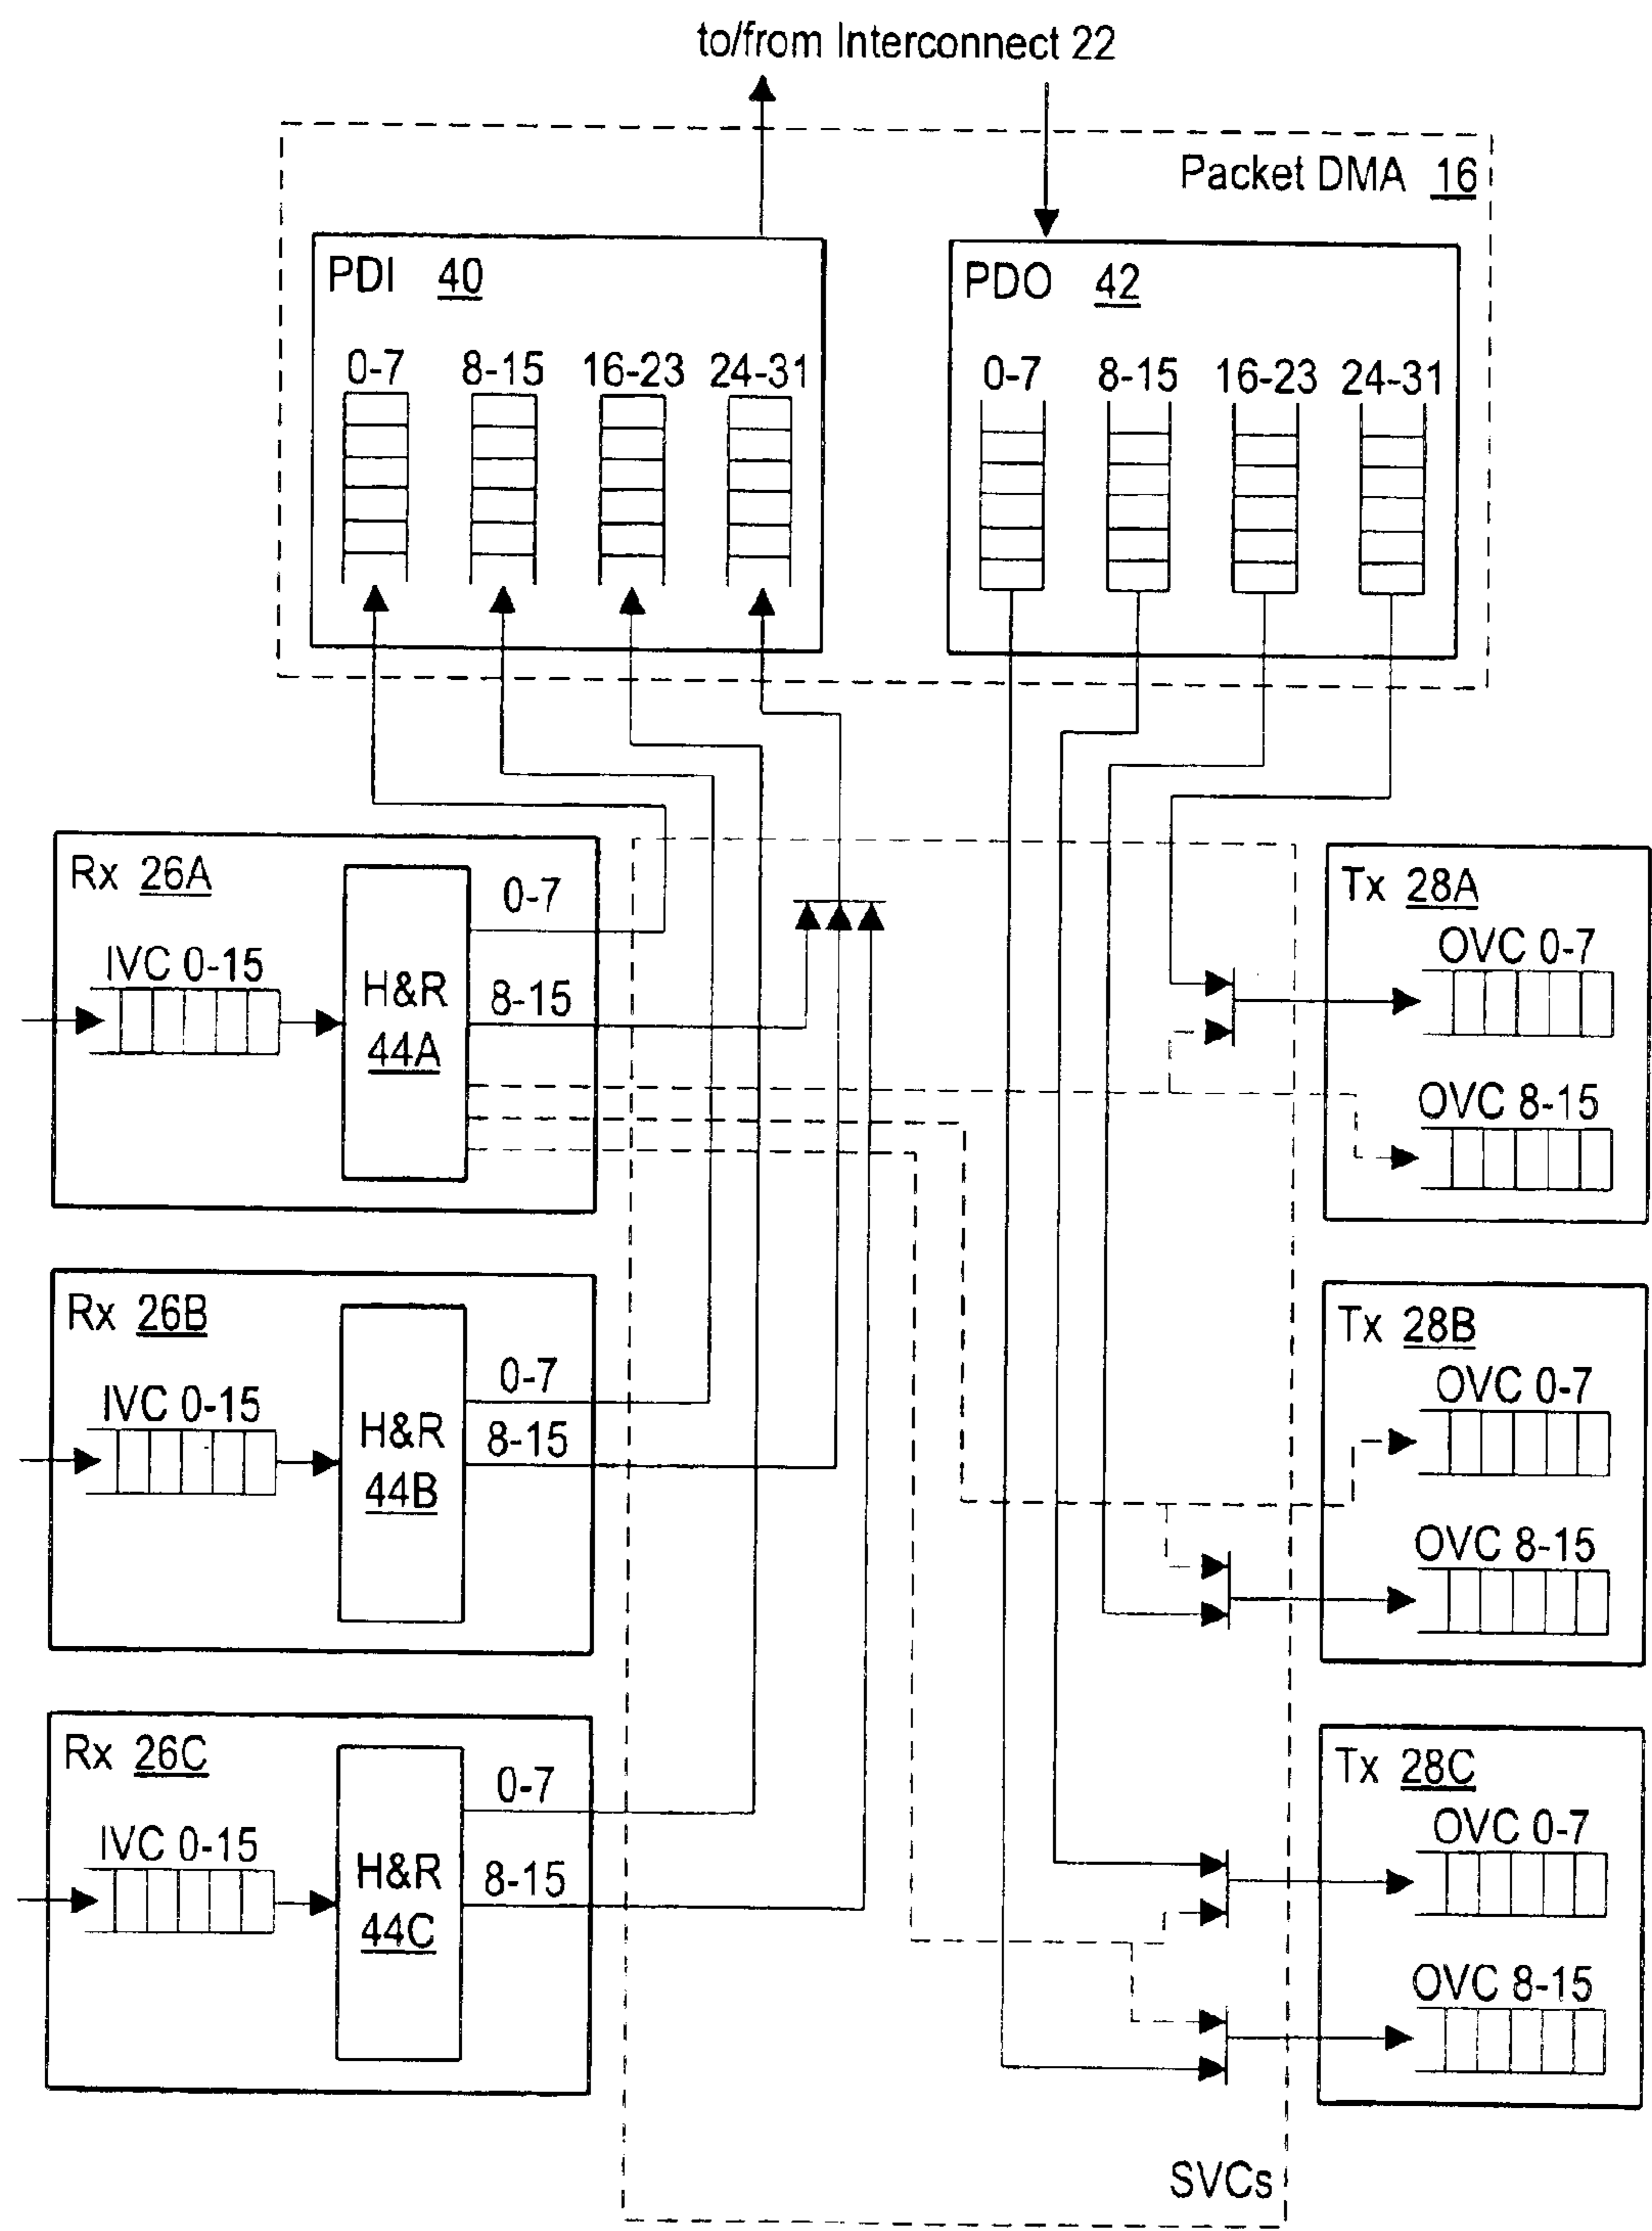 to/from Interconnect 22
Packet DMA 16
PDI 40
0-7 8-15 16-23 24-31
PDO 42
0-7 8-15 16-23 24-31
Rx 26A
IVC 0-15
H&R
44A
0-7
8-15
Tx 28A
OVC 0-7
OVC 8-15
Rx 26B
IVC 0-15
H&R
44B
0-7
8-15
Tx 28B
OVC 0-7
OVC 8-15
Rx 26C
IVC 0-15
H&R
44C
0-7
8-15
Tx 28C
OVC 0-7
OVC 8-15
SVCs